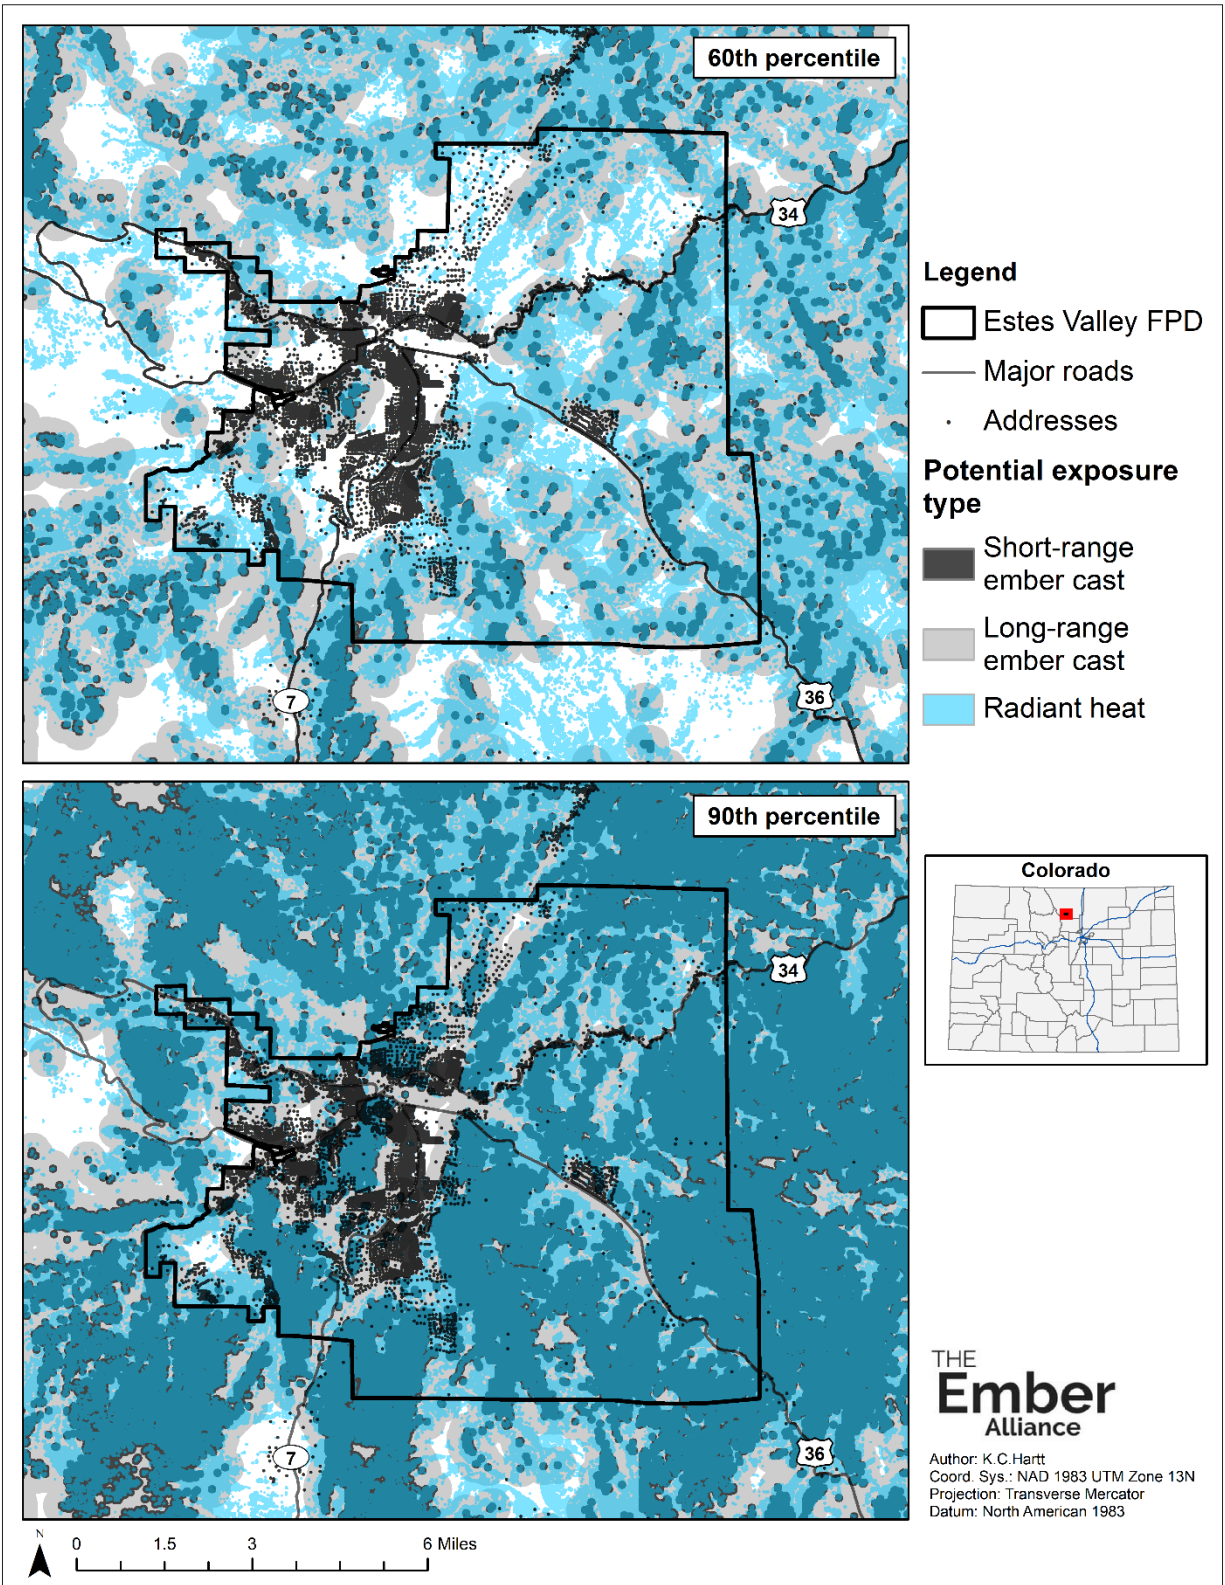 60th percentile
34
7
36
Legend
Estes Valley FPD
Major roads
Addresses
Potential exposure
type
Short-range
ember cast
Long-range
ember cast
Radiant heat
90th percentile
34
7
36
Colorado
THE
Ember
Alliance
Author: K.C.Hartt
Coord. Sys.: NAD 1983 UTM Zone 13N
Projection: Transverse Mercator
Datum: North American 1983
N
0 1.5 3 6 Miles